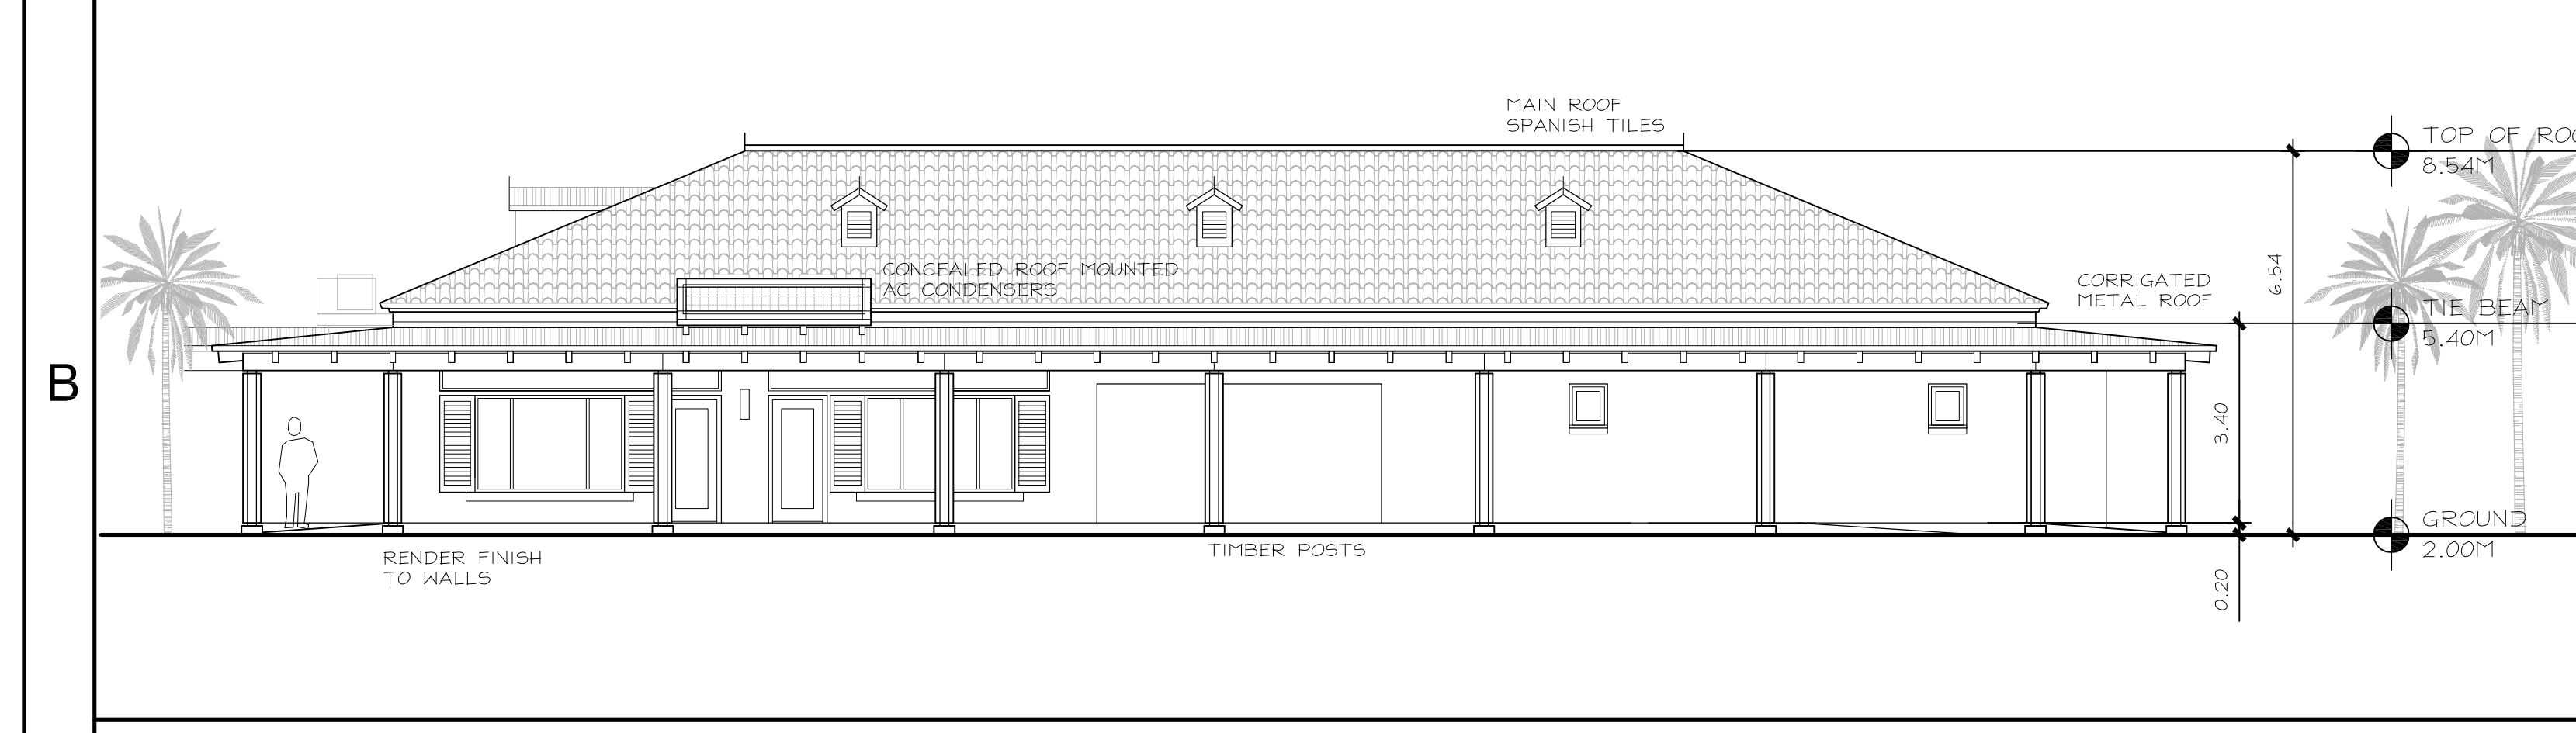 MAIN ROOF
SPANISH TILES
TOP OF
8.54M
CONCEALED ROOF MOUNTED
AC CONDENSERS
6.54
CORRIGATED
METAL ROOF
TIE BEAM
5.40M
B
3.40
GROUND
2.00M
RENDER FINISH
TO WALLS
TIMBER POSTS
0.20